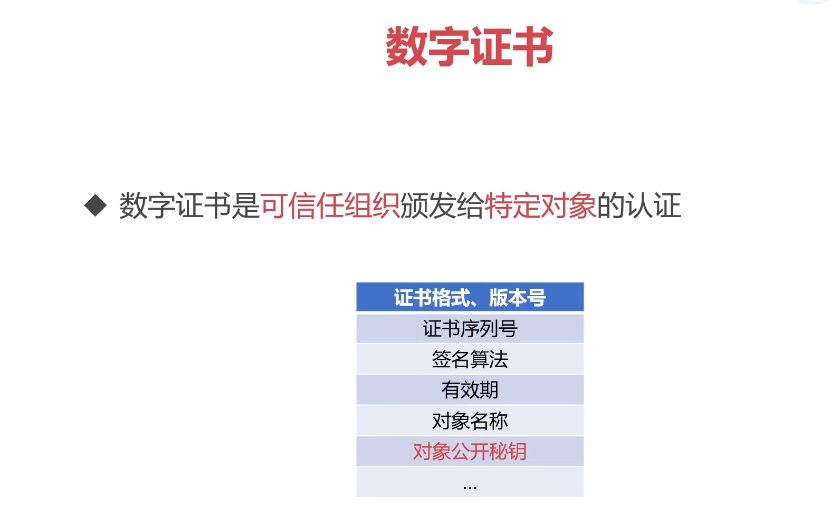 数字证书
◆ 数字证书是可信任组织颁发给特定对象的认证
证书格式、版本号
证书序列号
签名算法
有效期
对象名称
对象公开秘钥
...